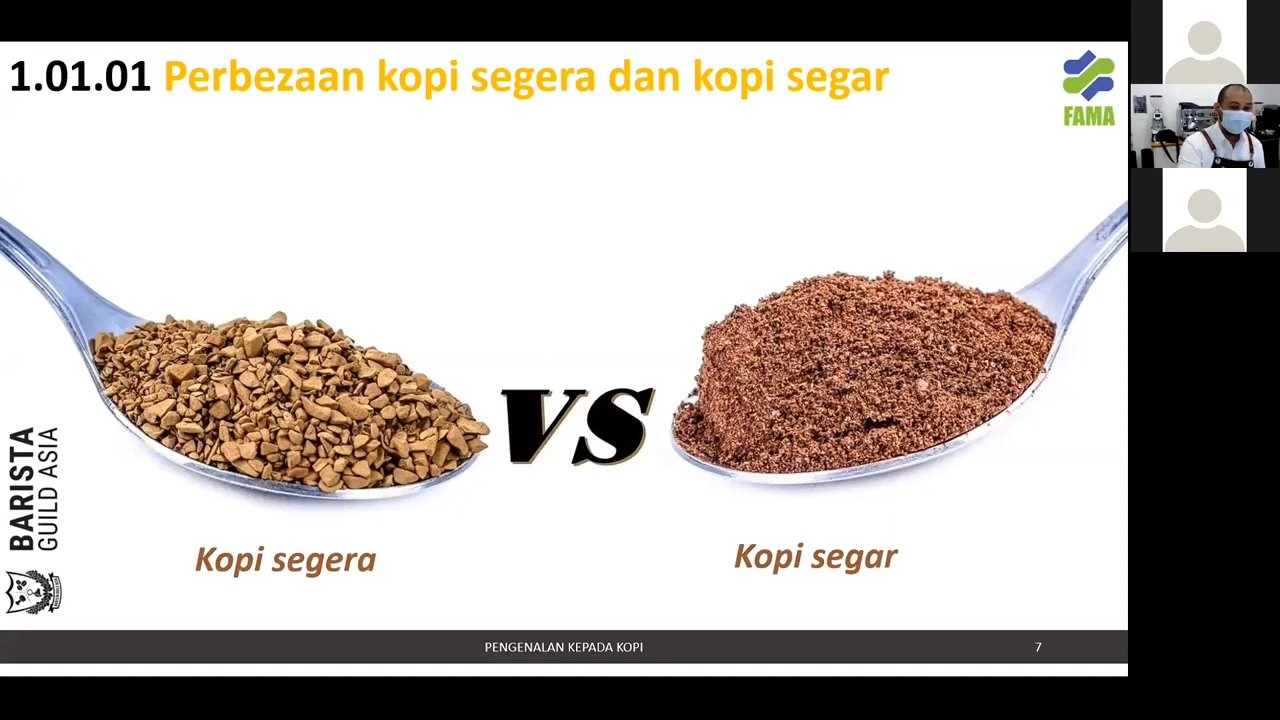 1.01.01 Perbezaan kopi segera dan kopi segar
FAMA
VS
BARISTA
GUILD ASIA
Kopi segera
Kopi segar
PENGENALAN KEPADA KOPI
7